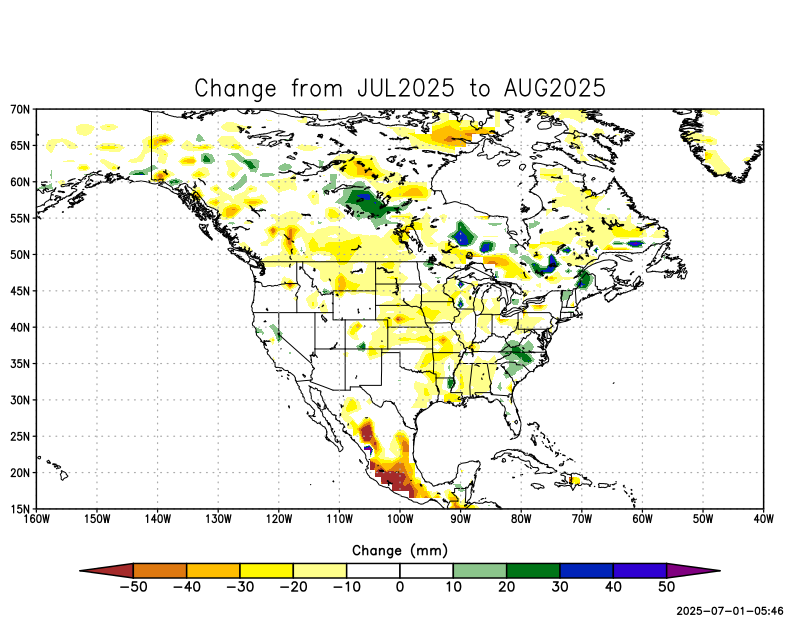 Change from JUL2025 to AUG2025
70N
65N
60N
55N
50N
45N
40N
35N
30N
25N
20N
15N
160W 150W 140W 130W 120W 110W 100W 90W 80W 70W 60W 50W 40W
Change (mm)
−50 −40 −30 −20 −10 0 10 20 30 40 50
2025-07-01-05:46